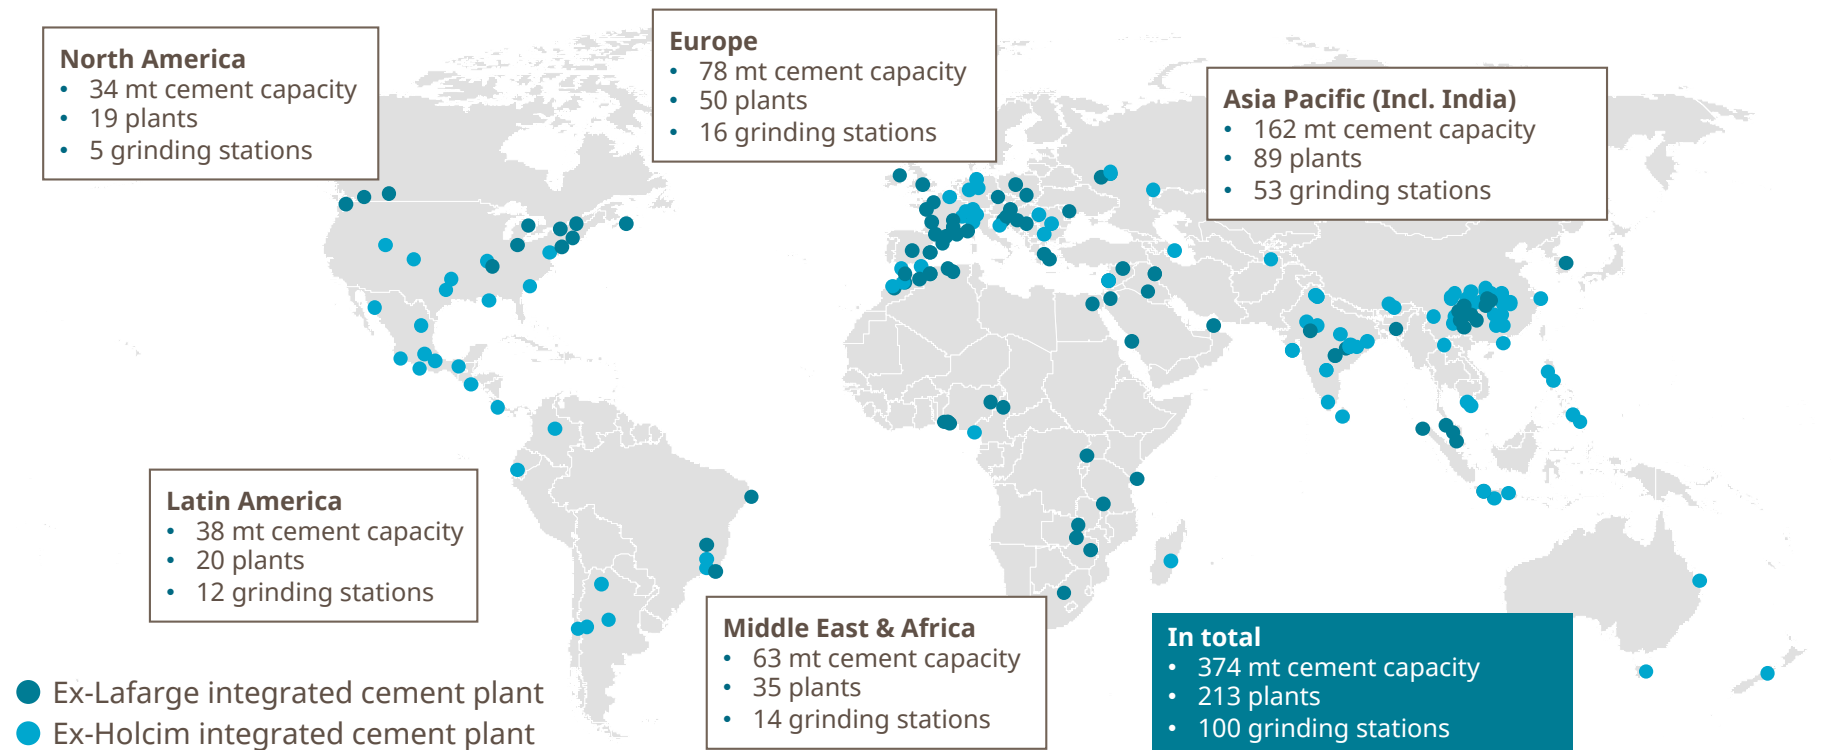 North America
• 34 mt cement capacity
• 19 plants
• 5 grinding stations
Europe
• 78 mt cement capacity
• 50 plants
• 16 grinding stations
Asia Pacific (Incl. India)
• 162 mt cement capacity
• 89 plants
• 53 grinding stations
Latin America
• 38 mt cement capacity
• 20 plants
• 12 grinding stations
Middle East & Africa
• 63 mt cement capacity
• 35 plants
• 14 grinding stations
In total
• 374 mt cement capacity
• 213 plants
• 100 grinding stations
Ex-Lafarge integrated cement plant
Ex-Holcim integrated cement plant